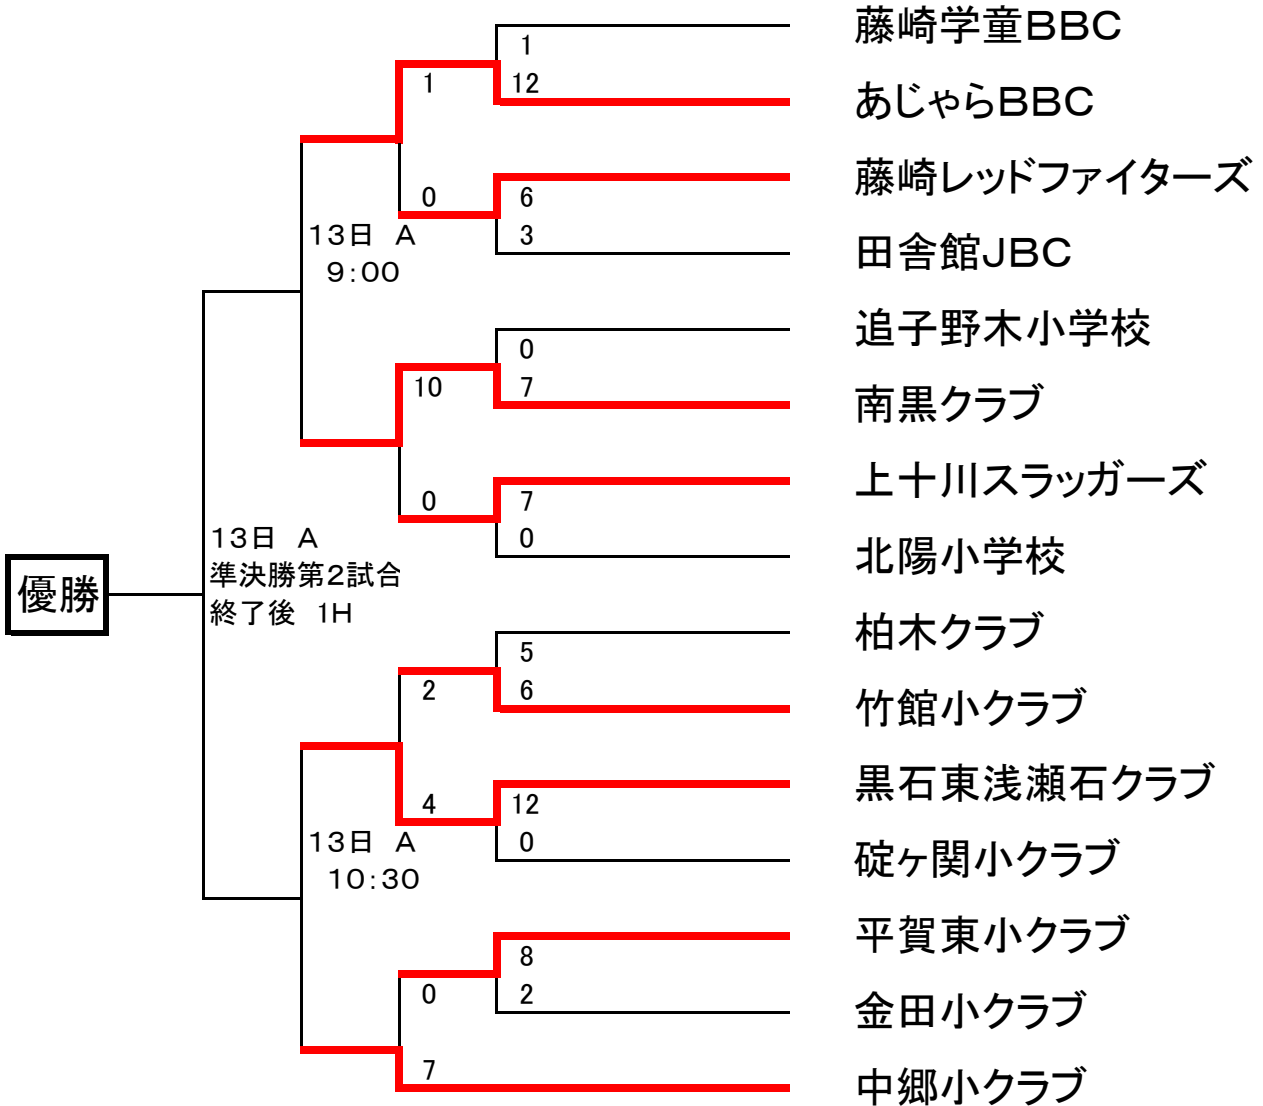 藤崎学童BBC
1
12
1
あじゃらBBC
藤崎レッドファイターズ
0
6
13日 A
3
田舎館JBC
9:00
追子野木小学校
0
10
7
南黒クラブ
上十川スラッガーズ
0
7
13日 A
0
北陽小学校
準決勝第2試合
優勝
終了後 1H
柏木クラブ
5
2
6
竹館小クラブ
黒石東浅瀬石クラブ
4
12
13日 A
0
碇ヶ関小クラブ
10:30
平賀東小クラブ
8
0
2
金田小クラブ
7
中郷小クラブ